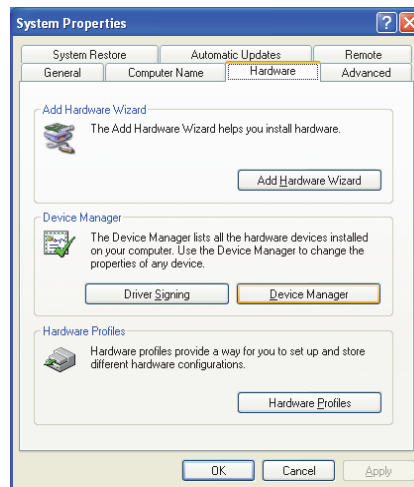 System Properties
System Restore Automatic Updates Remote
General Computer Name Hardware Advanced
Add Hardware Wizard
The Add Hardware Wizard helps you install hardware.
Add Hardware Wizard
Device Manager
The Device Manager lists all the hardware devices installed
on your computer. Use the Device Manager to change the
properties of any device.
Driver Signing Device Manager
Hardware Profiles
Hardware profiles provide a way for you to set up and store
different hardware configurations.
Hardware Profiles
OK Cancel Apply